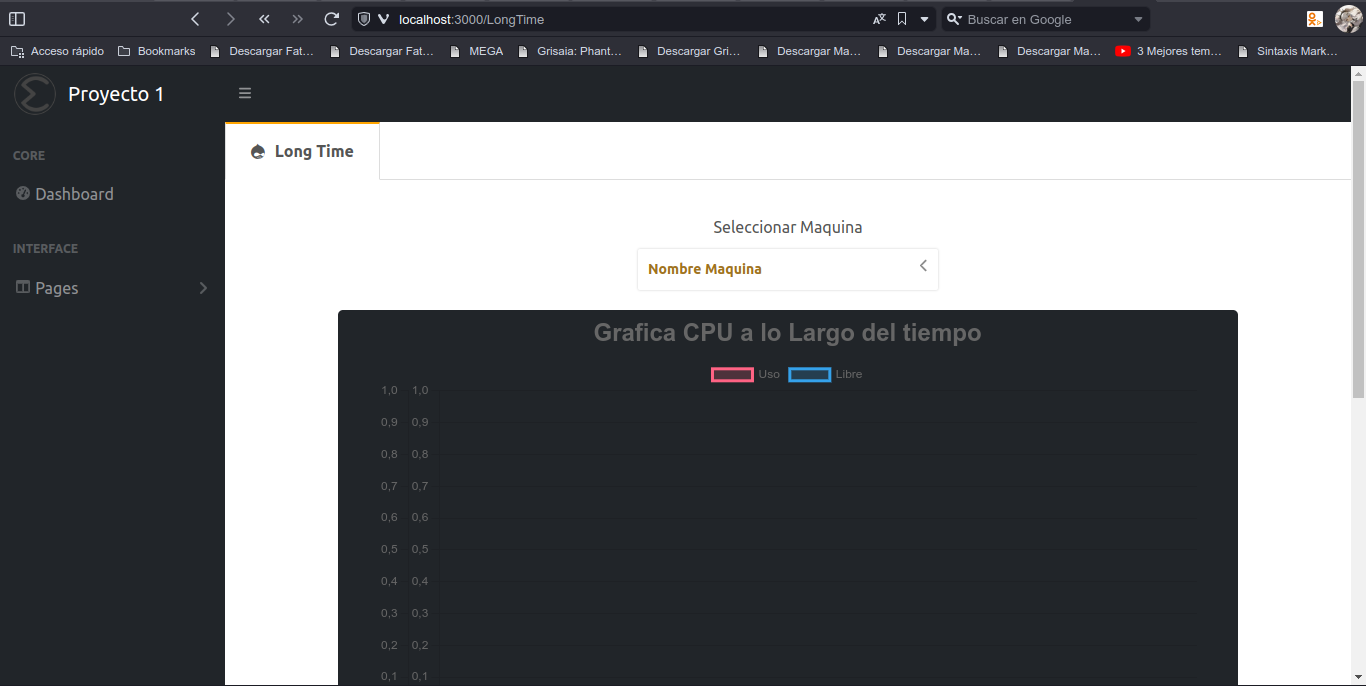 localhost:3000/LongTime
Buscar en Google
Acceso rápido
Bookmarks
Descargar Fat...
Descargar Fat...
MEGA
Grisaia: Phant...
Descargar Gri...
Descargar Ma...
Descargar Ma...
Descargar Ma...
3 Mejores tem...
Sintaxis Mark...
Proyecto 1
CORE
Dashboard
INTERFACE
Pages
Long Time
Seleccionar Maquina
Nombre Maquina
Grafica CPU a lo Largo del tiempo
Uso Libre
1,0 1,0
0,9 0,9
0,8 0,8
0,7 0,7
0,6 0,6
0,5 0,5
0,4 0,4
0,3 0,3
0,2 0,2
0,1 0,1